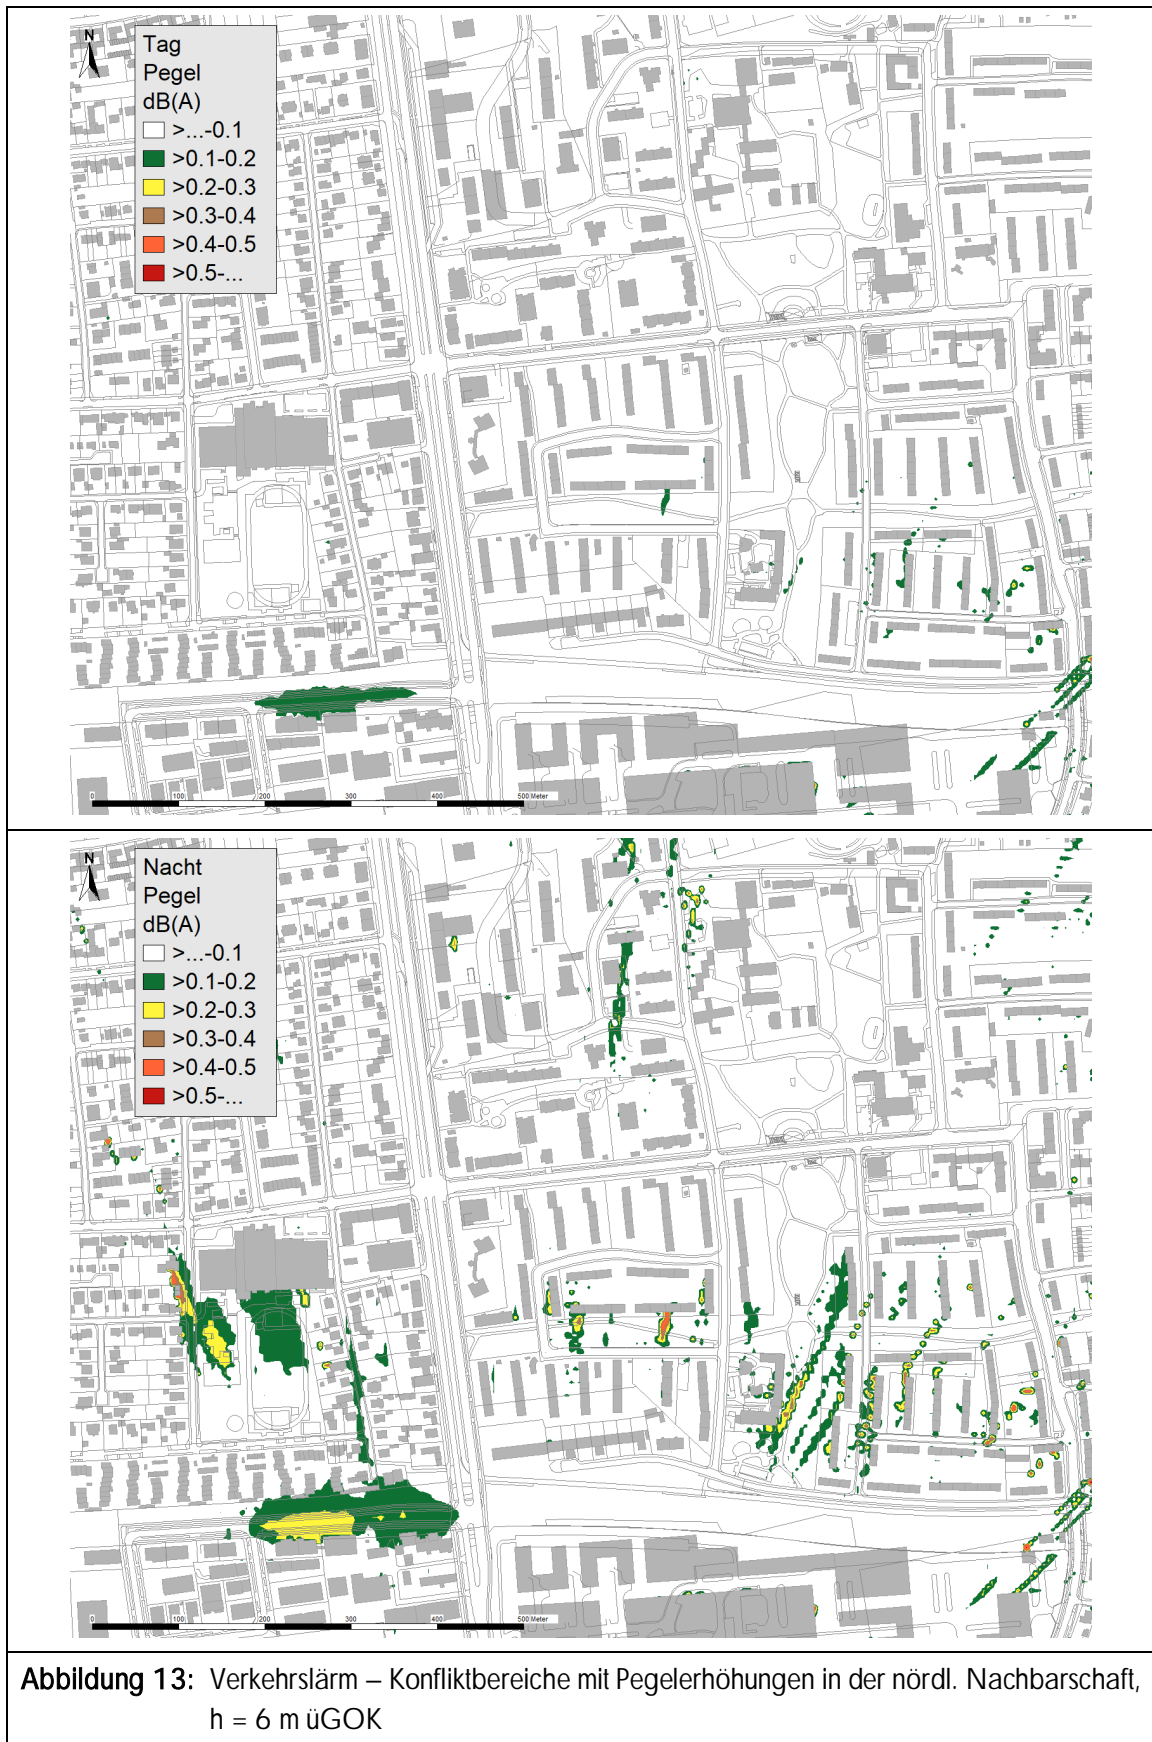 N
Tag
Pegel
dB(A)
>...-0.1
>0.1-0.2
>0.2-0.3
>0.3-0.4
>0.4-0.5
>0.5-...
0 100 200 300 400 500 Meter
N
Nacht
Pegel
dB(A)
>...-0.1
>0.1-0.2
>0.2-0.3
>0.3-0.4
>0.4-0.5
>0.5-...
0 100 200 300 400 500 Meter
Abbildung 13: Verkehrslärm – Konfliktbereiche mit Pegelerhöhungen in der nördl. Nachbarschaft,
h = 6 m üGOK